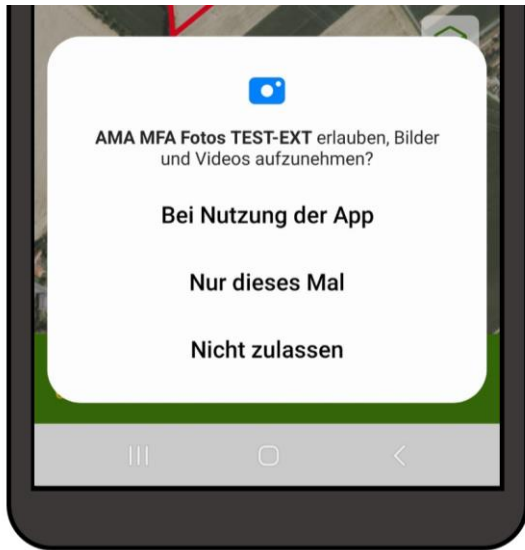 AMA MFA Fotos TEST-EXT erlauben, Bilder
und Videos aufzunehmen?
Bei Nutzung der App
Nur dieses Mal
Nicht zulassen